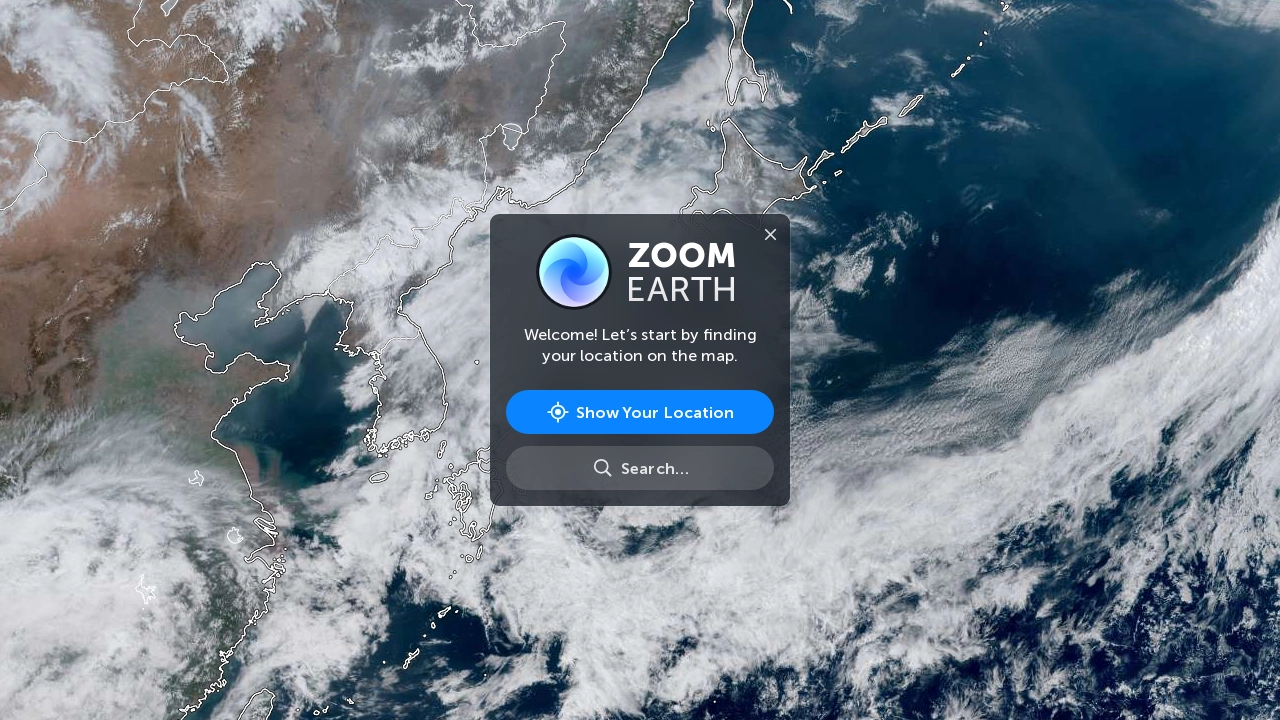 ZOOM
EARTH
Welcome! Let’s start by finding
your location on the map.
Show Your Location
Search...